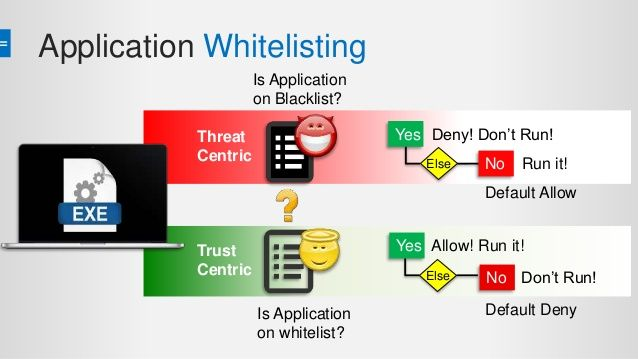 Application Whitelisting
Is Application
on Blacklist?
Threat
Centric
Yes Deny! Don't Run!
Else No Run it!
Default Allow
EXE
?
Trust
Centric
Yes Allow! Run it!
Else No Don't Run!
Default Deny
Is Application
on whitelist?